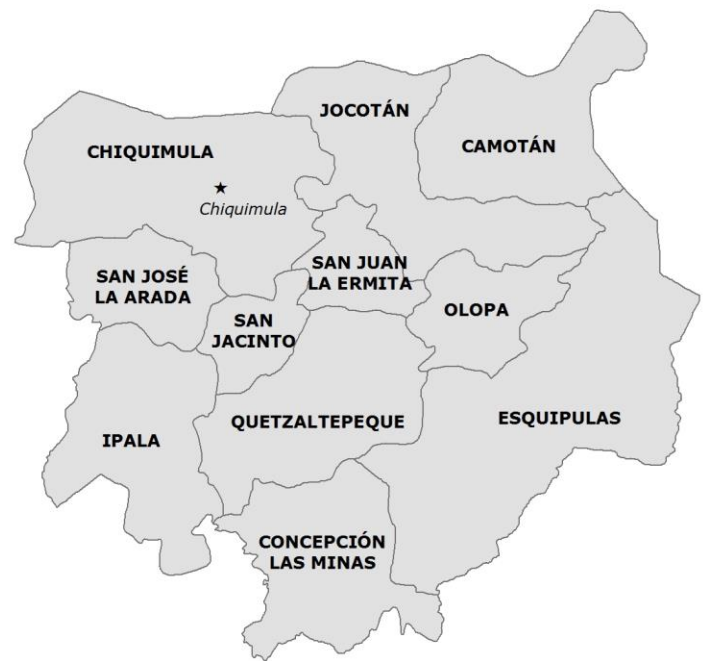 JOCOTÁN
CAMOTÁN
CHIQUIMULA
Chiquimula
SAN JOSÉ
LA ARADA
SAN JUAN
LA ERMITA
SAN
JACINTO
OLOPA
IPALA
QUETZALTEPEQUE
ESQUIPULAS
CONCEPCIÓN
LAS MINAS